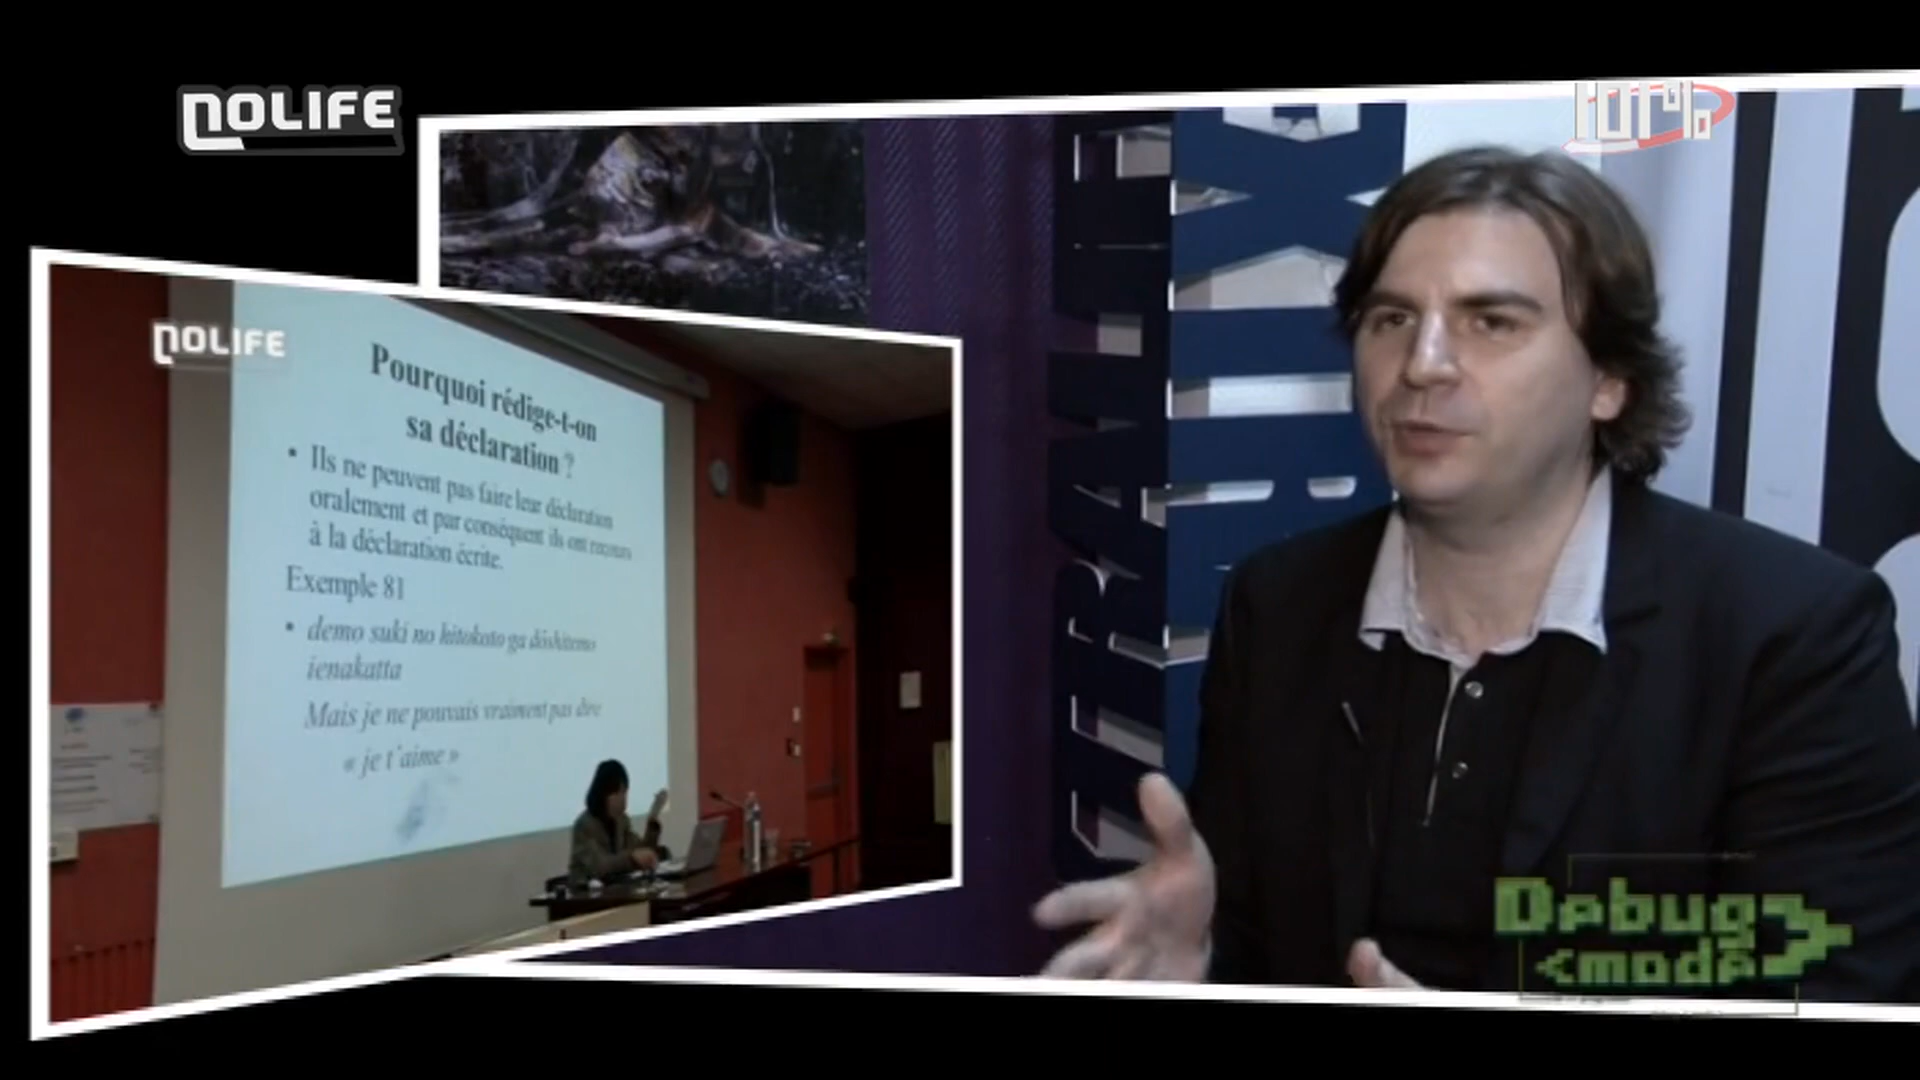 NOLIFE
101%
NOLIFE
Pourquoi rédige-t-on
sa déclaration ?
• Ils ne peuvent pas faire leur déclaration
oralement et par conséquent ils ont recours
à la déclaration écrite.
Exemple 81
• demo suki no hitokoto ga dōshitemo
ienakatta
Mais je ne pouvais vraiment pas dire
« je t'aime »
Debug
<mode>